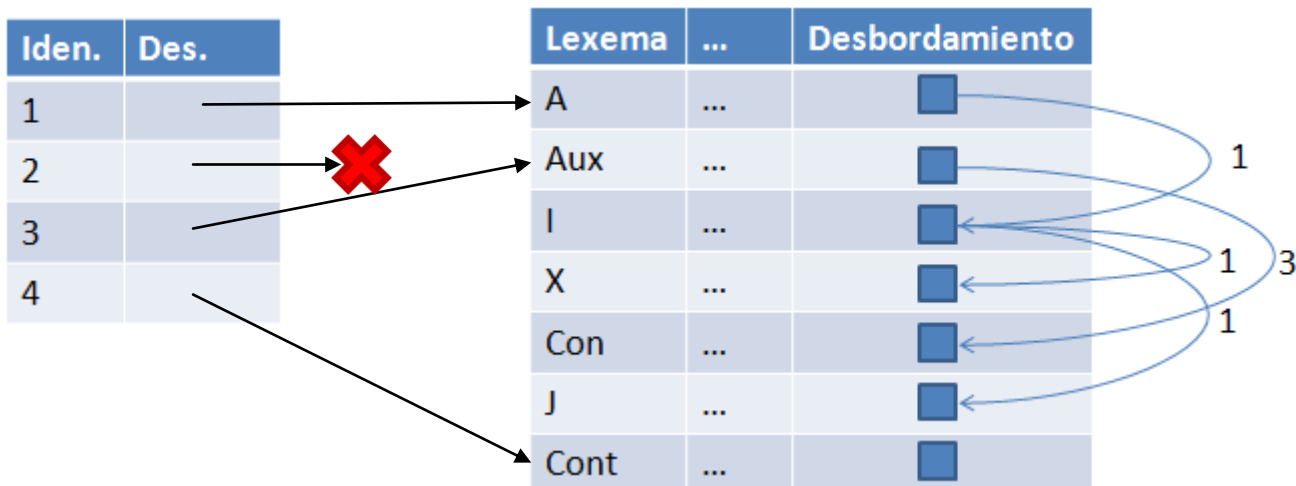 Iden. Des.
1
2
3
4
Lexema ... Desbordamiento
A ...
Aux ...
I ...
X ...
Con ...
J ...
Cont ...
1
1
3
1